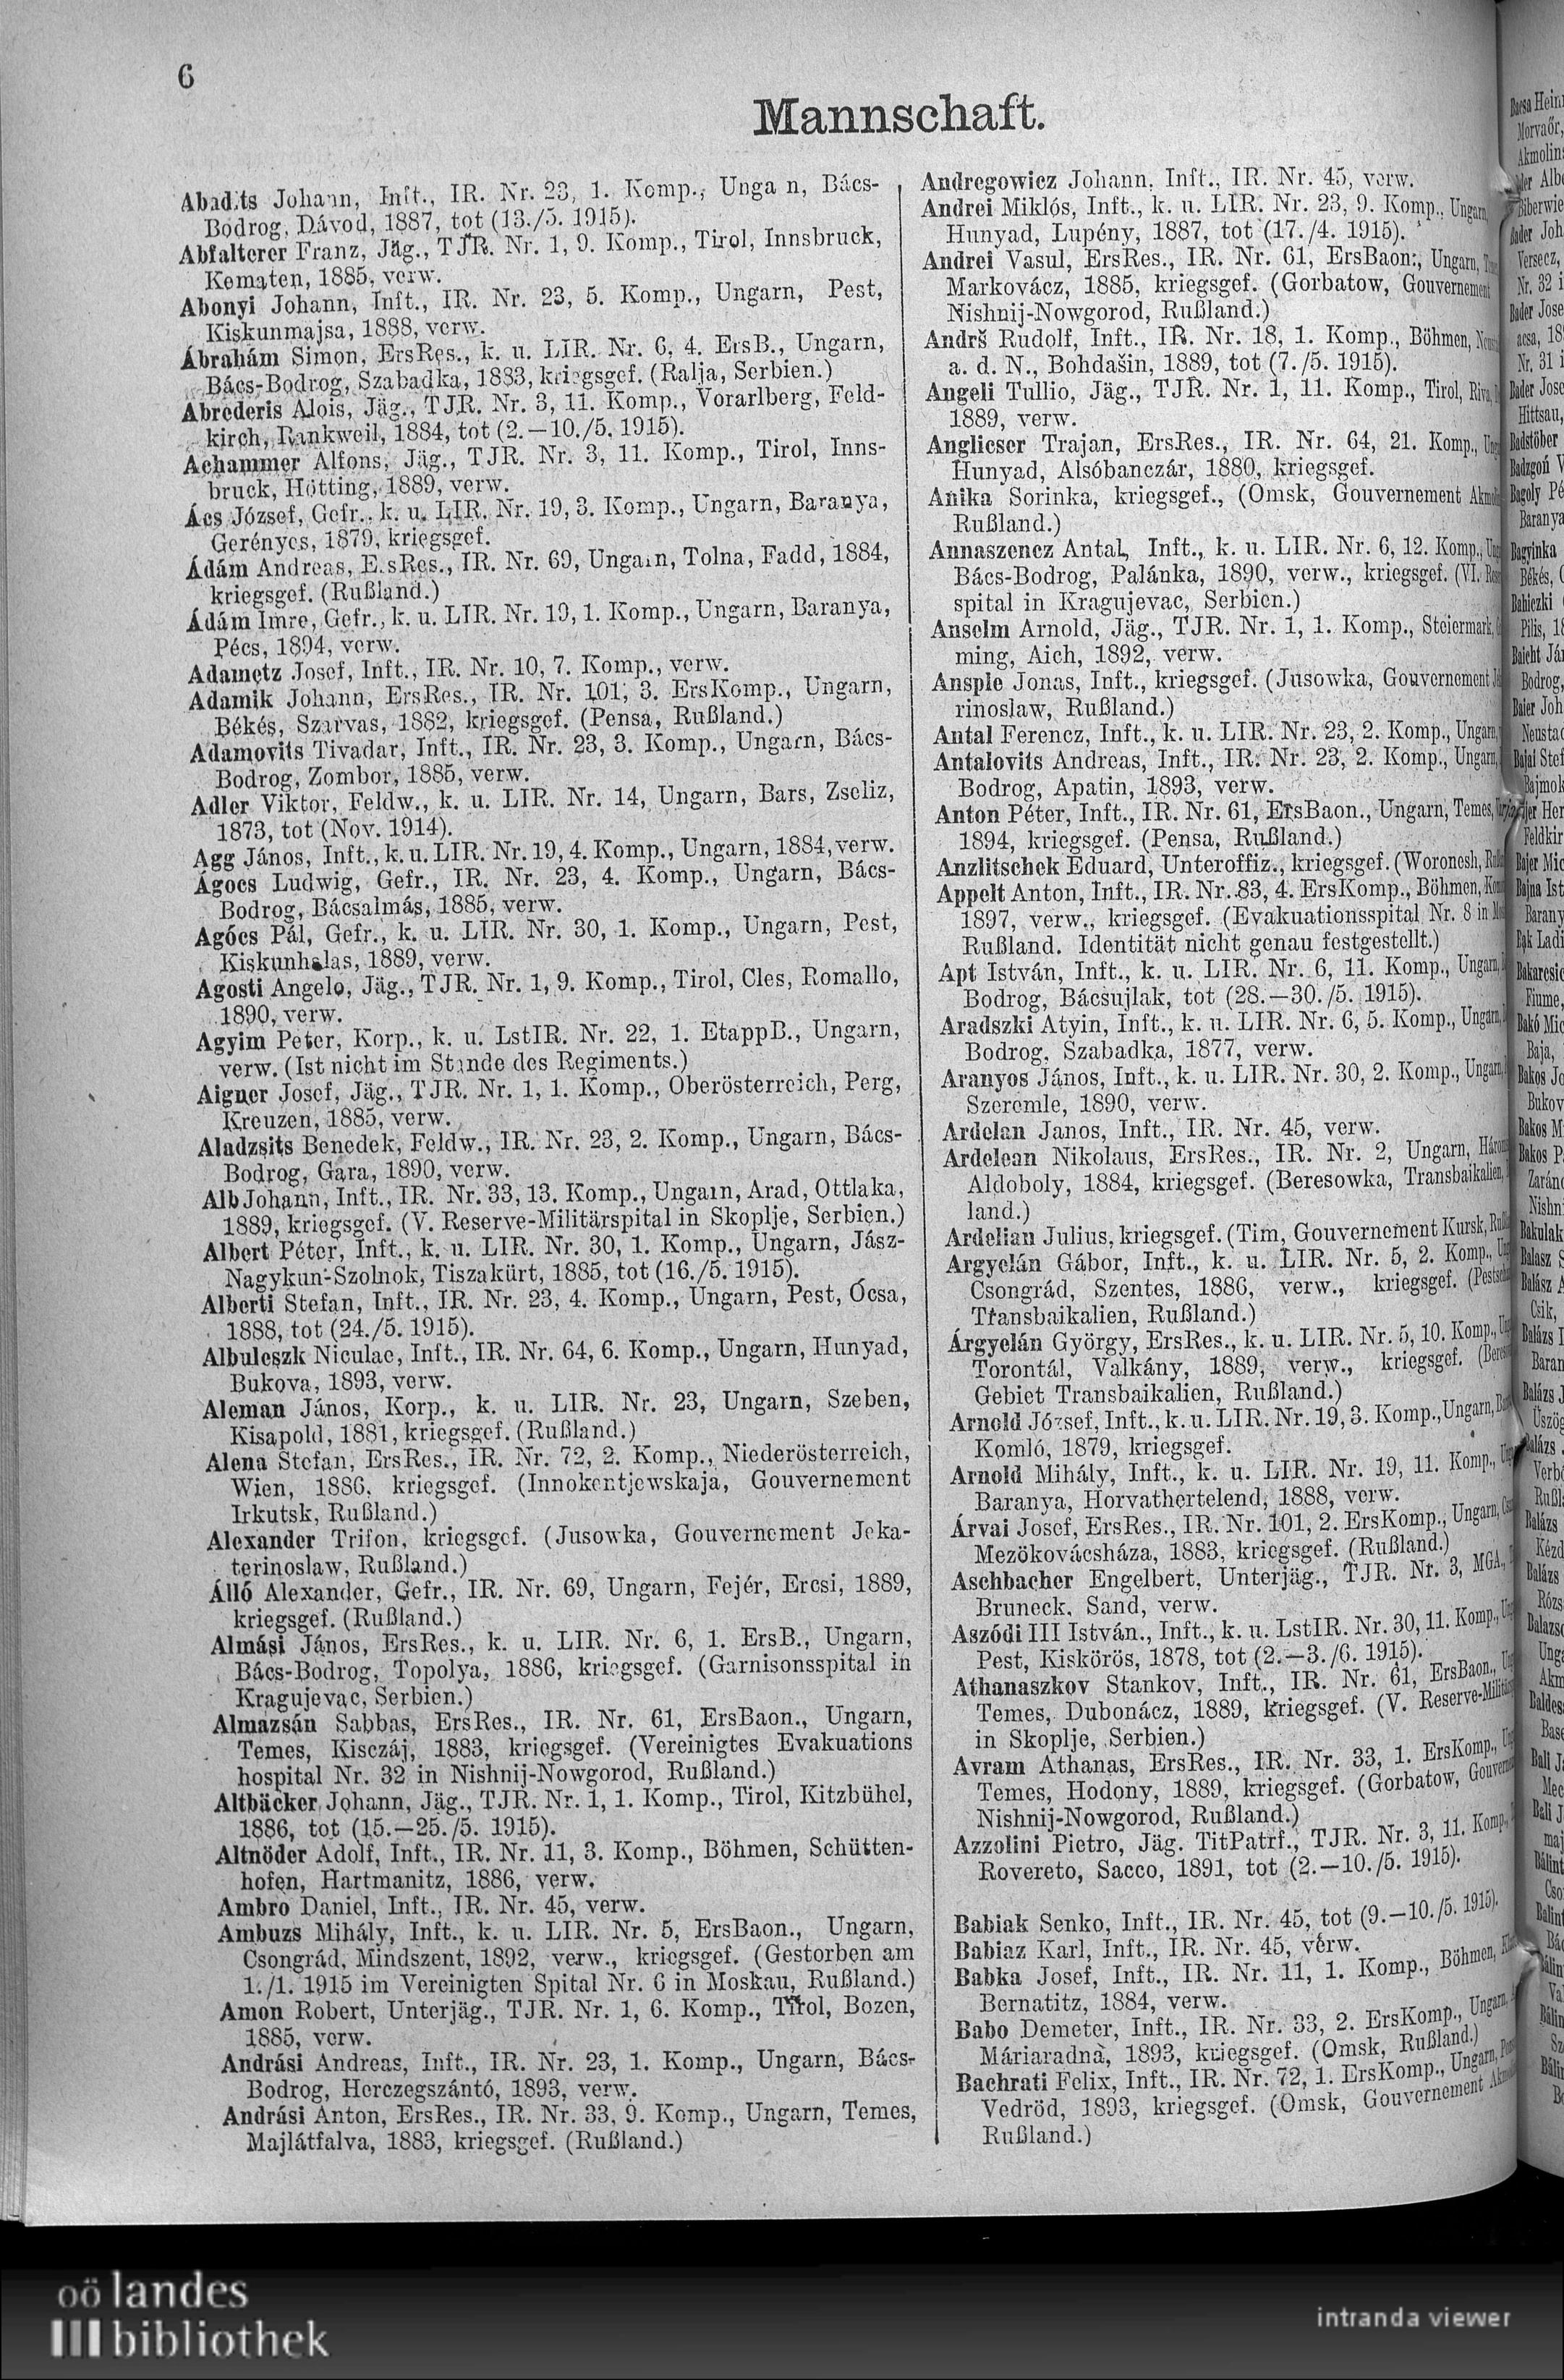 6
Mannschaft.
Abadits Johann, Inft., IR. Nr. 23, 1. Komp., Unga n, Bács-
Bodrog, Dávod, 1887, tot (13./5. 1915).
Abfalterer Franz, Jäg., TJR. Nr. 1, 9. Komp., Tirol, Innsbruck,
Kematen, 1885, verw.
Abonyi Johann, Inft., IR. Nr. 23, 5. Komp., Ungarn, Pest,
Kiskunmajsa, 1888, verw.
Ábrahám Simon, ErsRes., k. u. LIR. Nr. 6, 4. ErsB., Ungarn,
Bács-Bodrog, Szabadka, 1883, kriegsgef. (Ralja, Serbien.)
Abrederis Alois, Jäg., TJR. Nr. 3, 11. Komp., Vorarlberg, Feld-
kirch, Rankweil, 1884, tot (2.—10./5. 1915).
Achammer Alfons, Jäg., TJR. Nr. 3, 11. Komp., Tirol, Inns-
bruck, Hötting, 1889, verw.
Ács József, Gefr., k. u. LIR. Nr. 19, 3. Komp., Ungarn, Baranya,
Gerényes, 1879, kriegsgef.
Ádám Andreas, ErsRes., IR. Nr. 69, Ungarn, Tolna, Fadd, 1884,
kriegsgef. (Rußland.)
Ádám Imre, Gefr., k. u. LIR. Nr. 19, 1. Komp., Ungarn, Baranya,
Pécs, 1894, verw.
Adametz Josef, Inft., IR. Nr. 10, 7. Komp., verw.
Adamik Johann, ErsRes., IR. Nr. 101, 3. ErsKomp., Ungarn,
Békés, Szarvas, 1882, kriegsgef. (Pensa, Rußland.)
Adamovits Tivadar, Inft., IR. Nr. 23, 3. Komp., Ungarn, Bács-
Bodrog, Zombor, 1885, verw.
Adler Viktor, Feldw., k. u. LIR. Nr. 14, Ungarn, Bars, Zseliz,
1873, tot (Nov. 1914).
Agg János, Inft., k. u. LIR. Nr. 19, 4. Komp., Ungarn, 1884, verw.
Ágocs Ludwig, Gefr., IR. Nr. 23, 4. Komp., Ungarn, Bács-
Bodrog, Bácsalmás, 1885, verw.
Agócs Pál, Gefr., k. u. LIR. Nr. 30, 1. Komp., Ungarn, Pest,
Kiskunhalas, 1889, verw.
Agosti Angelo, Jäg., TJR. Nr. 1, 9. Komp., Tirol, Cles, Romallo,
1890, verw.
Agyim Peter, Korp., k. u. LstIR. Nr. 22, 1. EtappB., Ungarn,
verw. (Ist nicht im Stande des Regiments.)
Aigner Josef, Jäg., TJR. Nr. 1, 1. Komp., Oberösterreich, Perg,
Kreuzen, 1885, verw.
Aladzsits Benedek, Feldw., IR. Nr. 23, 2. Komp., Ungarn, Bács-
Bodrog, Gara, 1890, verw.
Alb Johann, Inft., IR. Nr. 33, 13. Komp., Ungarn, Arad, Ottlaka,
1889, kriegsgef. (V. Reserve-Militärspital in Skoplje, Serbien.)
Albert Péter, Inft., k. u. LIR. Nr. 30, 1. Komp., Ungarn, Jász-
Nagykun-Szolnok, Tiszakürt, 1885, tot (16./5. 1915).
Alberti Stefan, Inft., IR. Nr. 23, 4. Komp., Ungarn, Pest, Ócsa,
1888, tot (24./5. 1915).
Albuleszk Niculae, Inft., IR. Nr. 64, 6. Komp., Ungarn, Hunyad,
Bukova, 1893, verw.
Aleman János, Korp., k. u. LIR. Nr. 23, Ungarn, Szeben,
Kisapold, 1881, kriegsgef. (Rußland.)
Alena Stefan, ErsRes., IR. Nr. 72, 2. Komp., Niederösterreich,
Wien, 1886, kriegsgef. (Innokentjewskaja, Gouvernement
Irkutsk, Rußland.)
Alexander Trifon, kriegsgef. (Jusowka, Gouvernement Jeka-
terinoslaw, Rußland.)
Álló Alexander, Gefr., IR. Nr. 69, Ungarn, Fejér, Ercsi, 1889,
kriegsgef. (Rußland.)
Almási János, ErsRes., k. u. LIR. Nr. 6, 1. ErsB., Ungarn,
Bács-Bodrog, Topolya, 1886, kriegsgef. (Garnisonsspital in
Kragujevac, Serbien.)
Almazsán Sabbas, ErsRes., IR. Nr. 61, ErsBaon., Ungarn,
Temes, Kisczáj, 1883, kriegsgef. (Vereinigtes Evakuations
hospital Nr. 32 in Nishnij-Nowgorod, Rußland.)
Altbäcker Johann, Jäg., TJR. Nr. 1, 1. Komp., Tirol, Kitzbühel,
1886, tot (15.—25./5. 1915).
Altnöder Adolf, Inft., IR. Nr. 11, 3. Komp., Böhmen, Schütten-
hofen, Hartmanitz, 1886, verw.
Ambro Daniel, Inft., IR. Nr. 45, verw.
Ambuzs Mihály, Inft., k. u. LIR. Nr. 5, ErsBaon., Ungarn,
Csongrád, Mindszent, 1892, verw., kriegsgef. (Gestorben am
1./1. 1915 im Vereinigten Spital Nr. 6 in Moskau, Rußland.)
Amon Robert, Unterjäg., TJR. Nr. 1, 6. Komp., Tirol, Bozen,
1885, verw.
Andrási Andreas, Inft., IR. Nr. 23, 1. Komp., Ungarn, Bács-
Bodrog, Herczegszántó, 1893, verw.
Andrási Anton, ErsRes., IR. Nr. 33, 9. Komp., Ungarn, Temes,
Majlátfalva, 1883, kriegsgef. (Rußland.)
Andregowicz Johann, Inft., IR. Nr. 45, verw.
Andrei Miklós, Inft., k. u. LIR. Nr. 23, 9. Komp., Ungarn,
Hunyad, Lupény, 1887, tot (17./4. 1915).
Andrei Vasul, ErsRes., IR. Nr. 61, ErsBaon., Ungarn,
Markovácz, 1885, kriegsgef. (Gorbatow, Gouvernement
Nishnij-Nowgorod, Rußland.)
Andrš Rudolf, Inft., IR. Nr. 18, 1. Komp., Böhmen,
a. d. N., Bohdašin, 1889, tot (7./5. 1915).
Angeli Tullio, Jäg., TJR. Nr. 1, 11. Komp., Tirol, Riva,
1889, verw.
Anglieser Trajan, ErsRes., IR. Nr. 64, 21. Komp.,
Hunyad, Alsóbanczár, 1880, kriegsgef.
Anika Sorinka, kriegsgef., (Omsk, Gouvernement
Rußland.)
Annaszencz Antal, Inft., k. u. LIR. Nr. 6, 12. Komp.,
Bács-Bodrog, Palánka, 1890, verw., kriegsgef. (VI.
spital in Kragujevac, Serbien.)
Anselm Arnold, Jäg., TJR. Nr. 1, 1. Komp., Steiermark,
ming, Aich, 1892, verw.
Ansple Jonas, Inft., kriegsgef. (Jusowka, Gouvernement
rinoslaw, Rußland.)
Antal Ferencz, Inft., k. u. LIR. Nr. 23, 2. Komp., Ungarn,
Antalovits Andreas, Inft., IR. Nr. 23, 2. Komp., Ungarn,
Bodrog, Apatin, 1893, verw.
Anton Péter, Inft., IR. Nr. 61, ErsBaon., Ungarn, Temes,
1894, kriegsgef. (Pensa, Rußland.)
Anzlitschek Eduard, Unteroffiz., kriegsgef. (Woronesh,
Appelt Anton, Inft., IR. Nr. 83, 4. ErsKomp., Böhmen,
1897, verw., kriegsgef. (Evakuationsspital Nr. 8 in
Rußland. Identität nicht genau festgestellt.)
Apt István, Inft., k. u. LIR. Nr. 6, 11. Komp., Ungarn,
Bodrog, Bácsujlak, tot (28.—30./5. 1915).
Aradszki Atyin, Inft., k. u. LIR. Nr. 6, 5. Komp., Ungarn,
Bodrog, Szabadka, 1877, verw.
Aranyos János, Inft., k. u. LIR. Nr. 30, 2. Komp., Ungarn,
Szeremle, 1890, verw.
Ardelan Janos, Inft., IR. Nr. 45, verw.
Ardelean Nikolaus, ErsRes., IR. Nr. 2, Ungarn,
Aldoboly, 1884, kriegsgef. (Beresowka, Transbaikalien,
land.)
Ardelian Julius, kriegsgef. (Tim, Gouvernement Kursk,
Argyelán Gábor, Inft., k. u. LIR. Nr. 5, 2. Komp.,
Csongrád, Szentes, 1886, verw., kriegsgef.
Transbaikalien, Rußland.)
Árgyelán György, ErsRes., k. u. LIR. Nr. 5, 10. Komp.,
Torontál, Valkány, 1889, verw., kriegsgef.
Gebiet Transbaikalien, Rußland.)
Arnold József, Inft., k. u. LIR. Nr. 19, 3. Komp., Ungarn,
Komló, 1879, kriegsgef.
Arnold Mihály, Inft., k. u. LIR. Nr. 19, 11. Komp.,
Baranya, Horvathertelend, 1888, verw.
Árvai Josef, ErsRes., IR. Nr. 101, 2. ErsKomp., Ungarn,
Mezökovácsháza, 1883, kriegsgef. (Rußland.)
Aschbacher Engelbert, Unterjäg., TJR. Nr. 3, MGA.,
Bruneck, Sand, verw.
Aszódi III István., Inft., k. u. LstIR. Nr. 30, 11. Komp.,
Pest, Kiskörös, 1878, tot (2.—3./6. 1915).
Athanaszkov Stankov, Inft., IR. Nr. 61, ErsBaon.,
Temes, Dubonácz, 1889, kriegsgef. (V. Reserve-
in Skoplje, Serbien.)
Avram Athanas, ErsRes., IR. Nr. 33, 1. ErsKomp.,
Temes, Hodony, 1889, kriegsgef. (Gorbatow,
Nishnij-Nowgorod, Rußland.)
Azzolini Pietro, Jäg. TitPatrf., TJR. Nr. 3, 11. Komp.,
Rovereto, Sacco, 1891, tot (2.—10./5. 1915).
Babiak Senko, Inft., IR. Nr. 45, tot (9.—10./5. 1915).
Babiaz Karl, Inft., IR. Nr. 45, verw.
Babka Josef, Inft., IR. Nr. 11, 1. Komp., Böhmen,
Bernatitz, 1884, verw.
Babo Demeter, Inft., IR. Nr. 33, 2. ErsKomp., Ungarn,
Máriaradna, 1893, kriegsgef. (Omsk, Rußland.)
Bachrati Felix, Inft., IR. Nr. 72, 1. ErsKomp., Ungarn,
Vedröd, 1893, kriegsgef. (Omsk, Gouvernement
Rußland.)
oö landes
bibliothek
intranda viewer